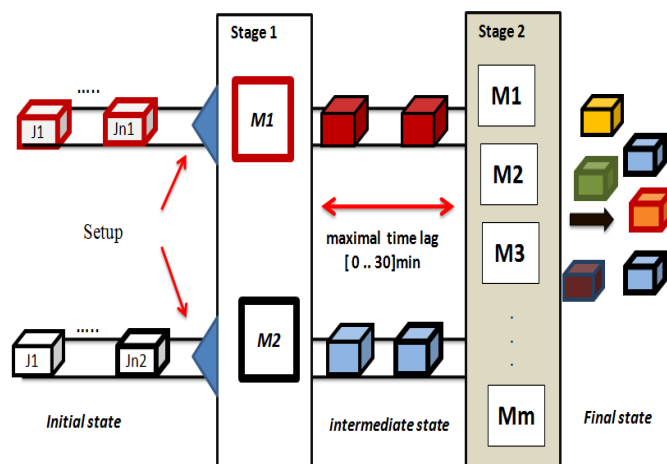 Stage 1
Stage 2
.....
J1
Jn1
M1
M1
M2
M3
.
.
.
.
Mm
Setup
maximal time lag
[ 0 .. 30]min
.....
J1
Jn2
M2
Initial state
intermediate state
Final state